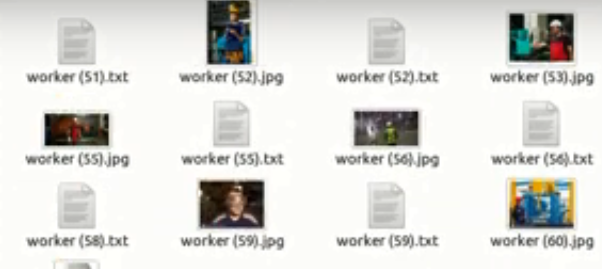 worker (51).txt
worker (52).jpg
worker (52).txt
worker (53).jpg
worker (55).jpg
worker (55).txt
worker (56).jpg
worker (56).txt
worker (58).txt
worker (59).jpg
worker (59).txt
worker (60).jpg